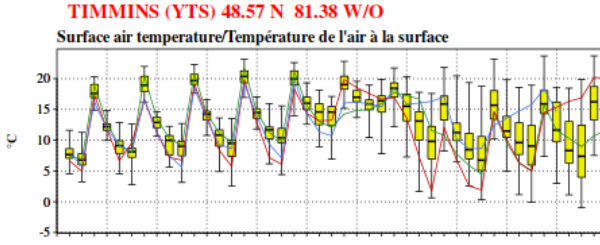 TIMMINS (YTS) 48.57 N 81.38 W/O
Surface air temperature/Température de l'air à la surface
°C
20
15
10
5
0
-5